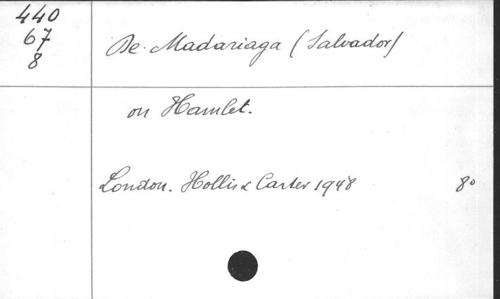 440
67
8
De Madariaga (Salvador)
on Hamlet.
London. Hollis & Carter 1948 8°